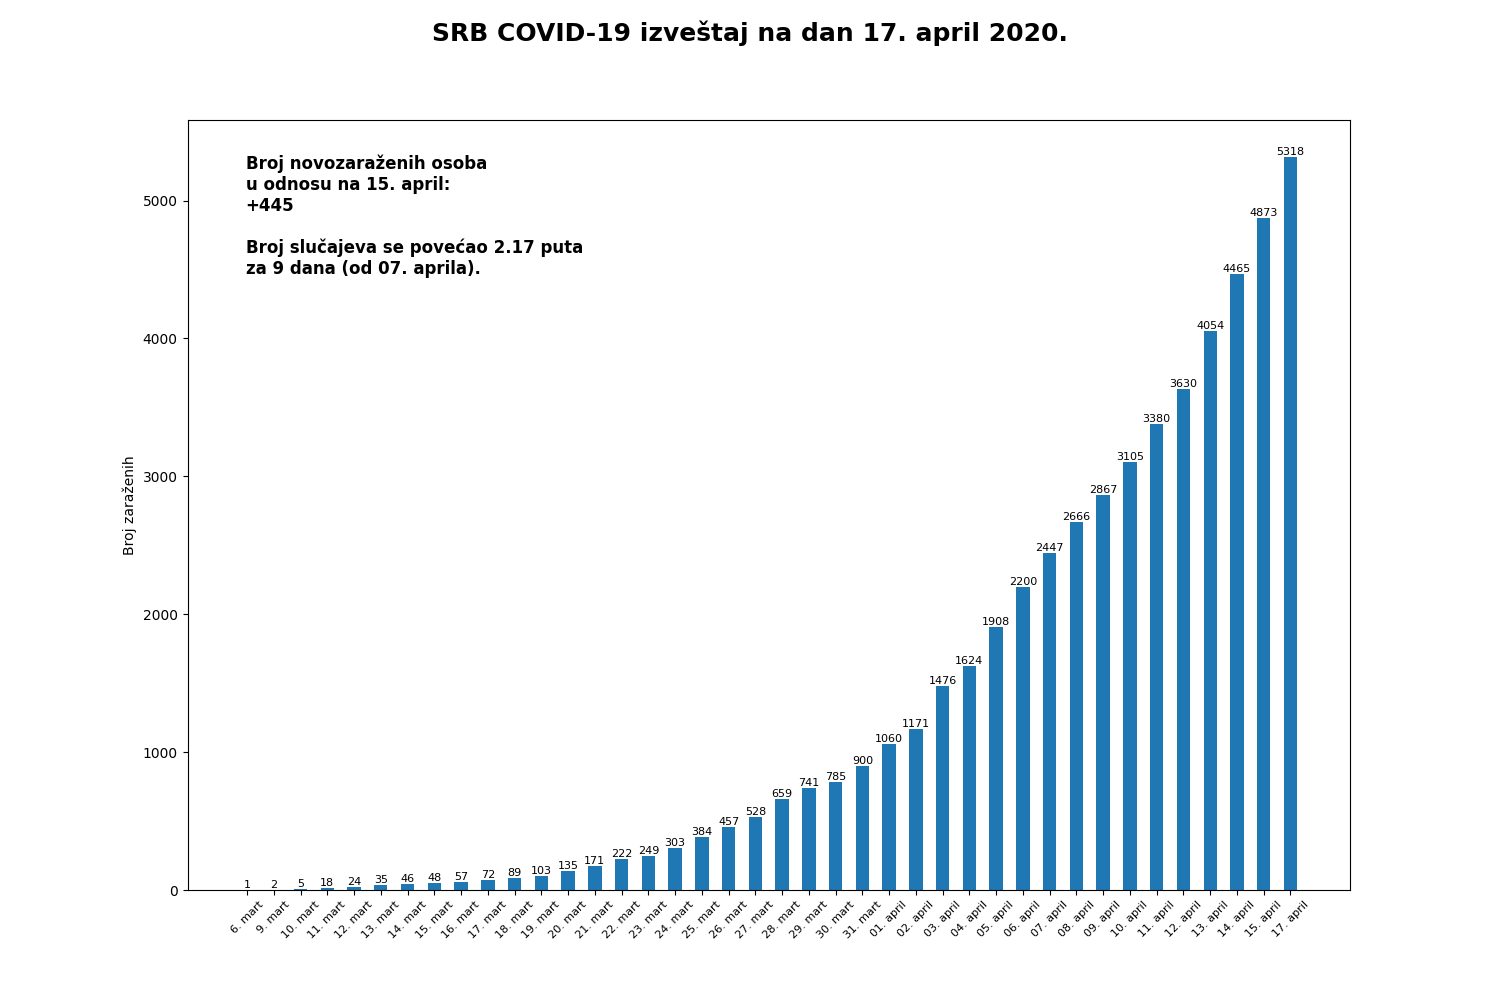 SRB COVID-19 izveštaj na dan 17. april 2020.
Broj novozaraženih osoba
u odnosu na 15. april:
+445
Broj slučajeva se povećao 2.17 puta
za 9 dana (od 07. aprila).
Broj zaraženih
5000
4000
3000
2000
1000
0
1 2 5 18 24 35 46 48 57 72 89 103 135 171 222 249 303 384 457 528 659 741 785 900 1060 1171 1476 1624 1908 2200 2447 2666 2867 3105 3380 3630 4054 4465 4873 5318
6. mart 9. mart 10. mart 11. mart 12. mart 13. mart 14. mart 15. mart 16. mart 17. mart 18. mart 19. mart 20. mart 21. mart 22. mart 23. mart 24. mart 25. mart 26. mart 27. mart 28. mart 29. mart 30. mart 31. mart 01. april 02. april 03. april 04. april 05. april 06. april 07. april 08. april 09. april 10. april 11. april 12. april 13. april 14. april 15. april 17. april